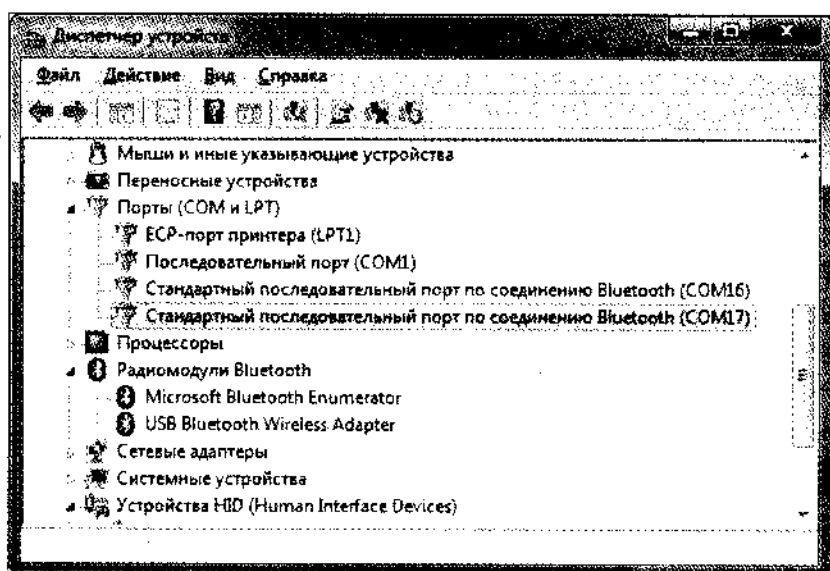 Диспетчер устройств
Файл Действие Вид Справка
Мыши и иные указывающие устройства
Переносные устройства
Порты (COM и LPT)
ECP-порт принтера (LPT1)
Последовательный порт (COM1)
Стандартный последовательный порт по соединению Bluetooth (COM16)
Стандартный последовательный порт по соединению Bluetooth (COM17)
Процессоры
Радиомодули Bluetooth
Microsoft Bluetooth Enumerator
USB Bluetooth Wireless Adapter
Сетевые адаптеры
Системные устройства
Устройства HID (Human Interface Devices)